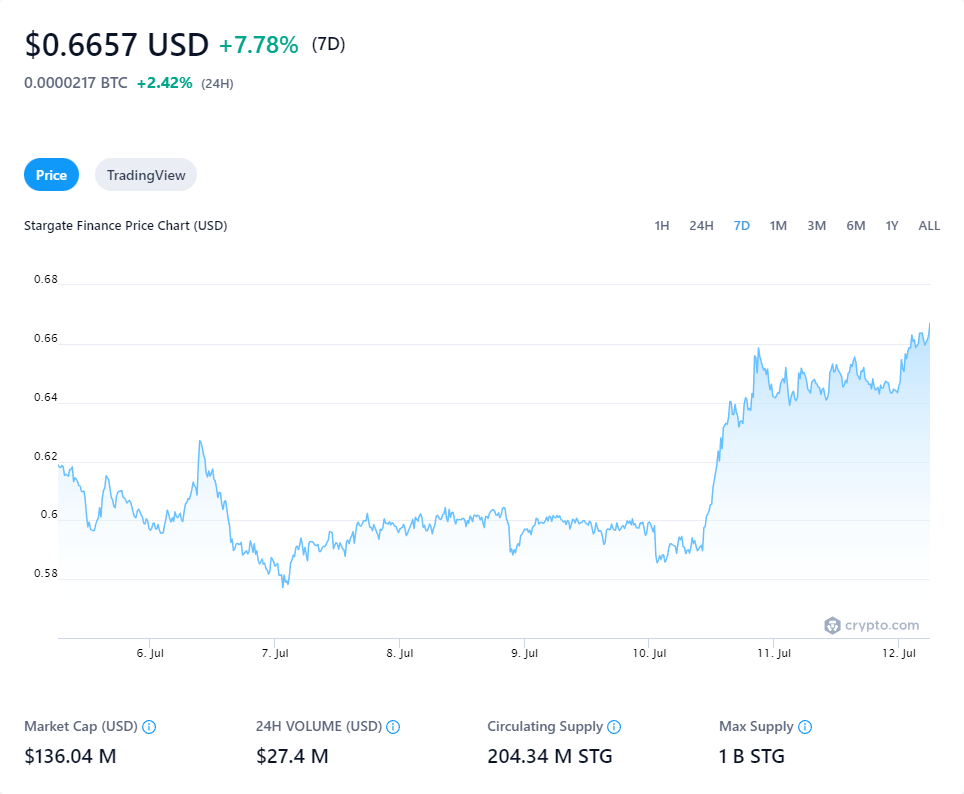 $0.6657 USD +7.78% (7D)
0.0000217 BTC +2.42% (24H)
Price TradingView
Stargate Finance Price Chart (USD) 1H 24H 7D 1M 3M 6M 1Y ALL
0.68
0.66
0.64
0.62
0.6
0.58
crypto.com
6. Jul 7. Jul 8. Jul 9. Jul 10. Jul 11. Jul 12. Jul
Market Cap (USD) 24H VOLUME (USD) Circulating Supply Max Supply
$136.04 M $27.4 M 204.34 M STG 1 B STG